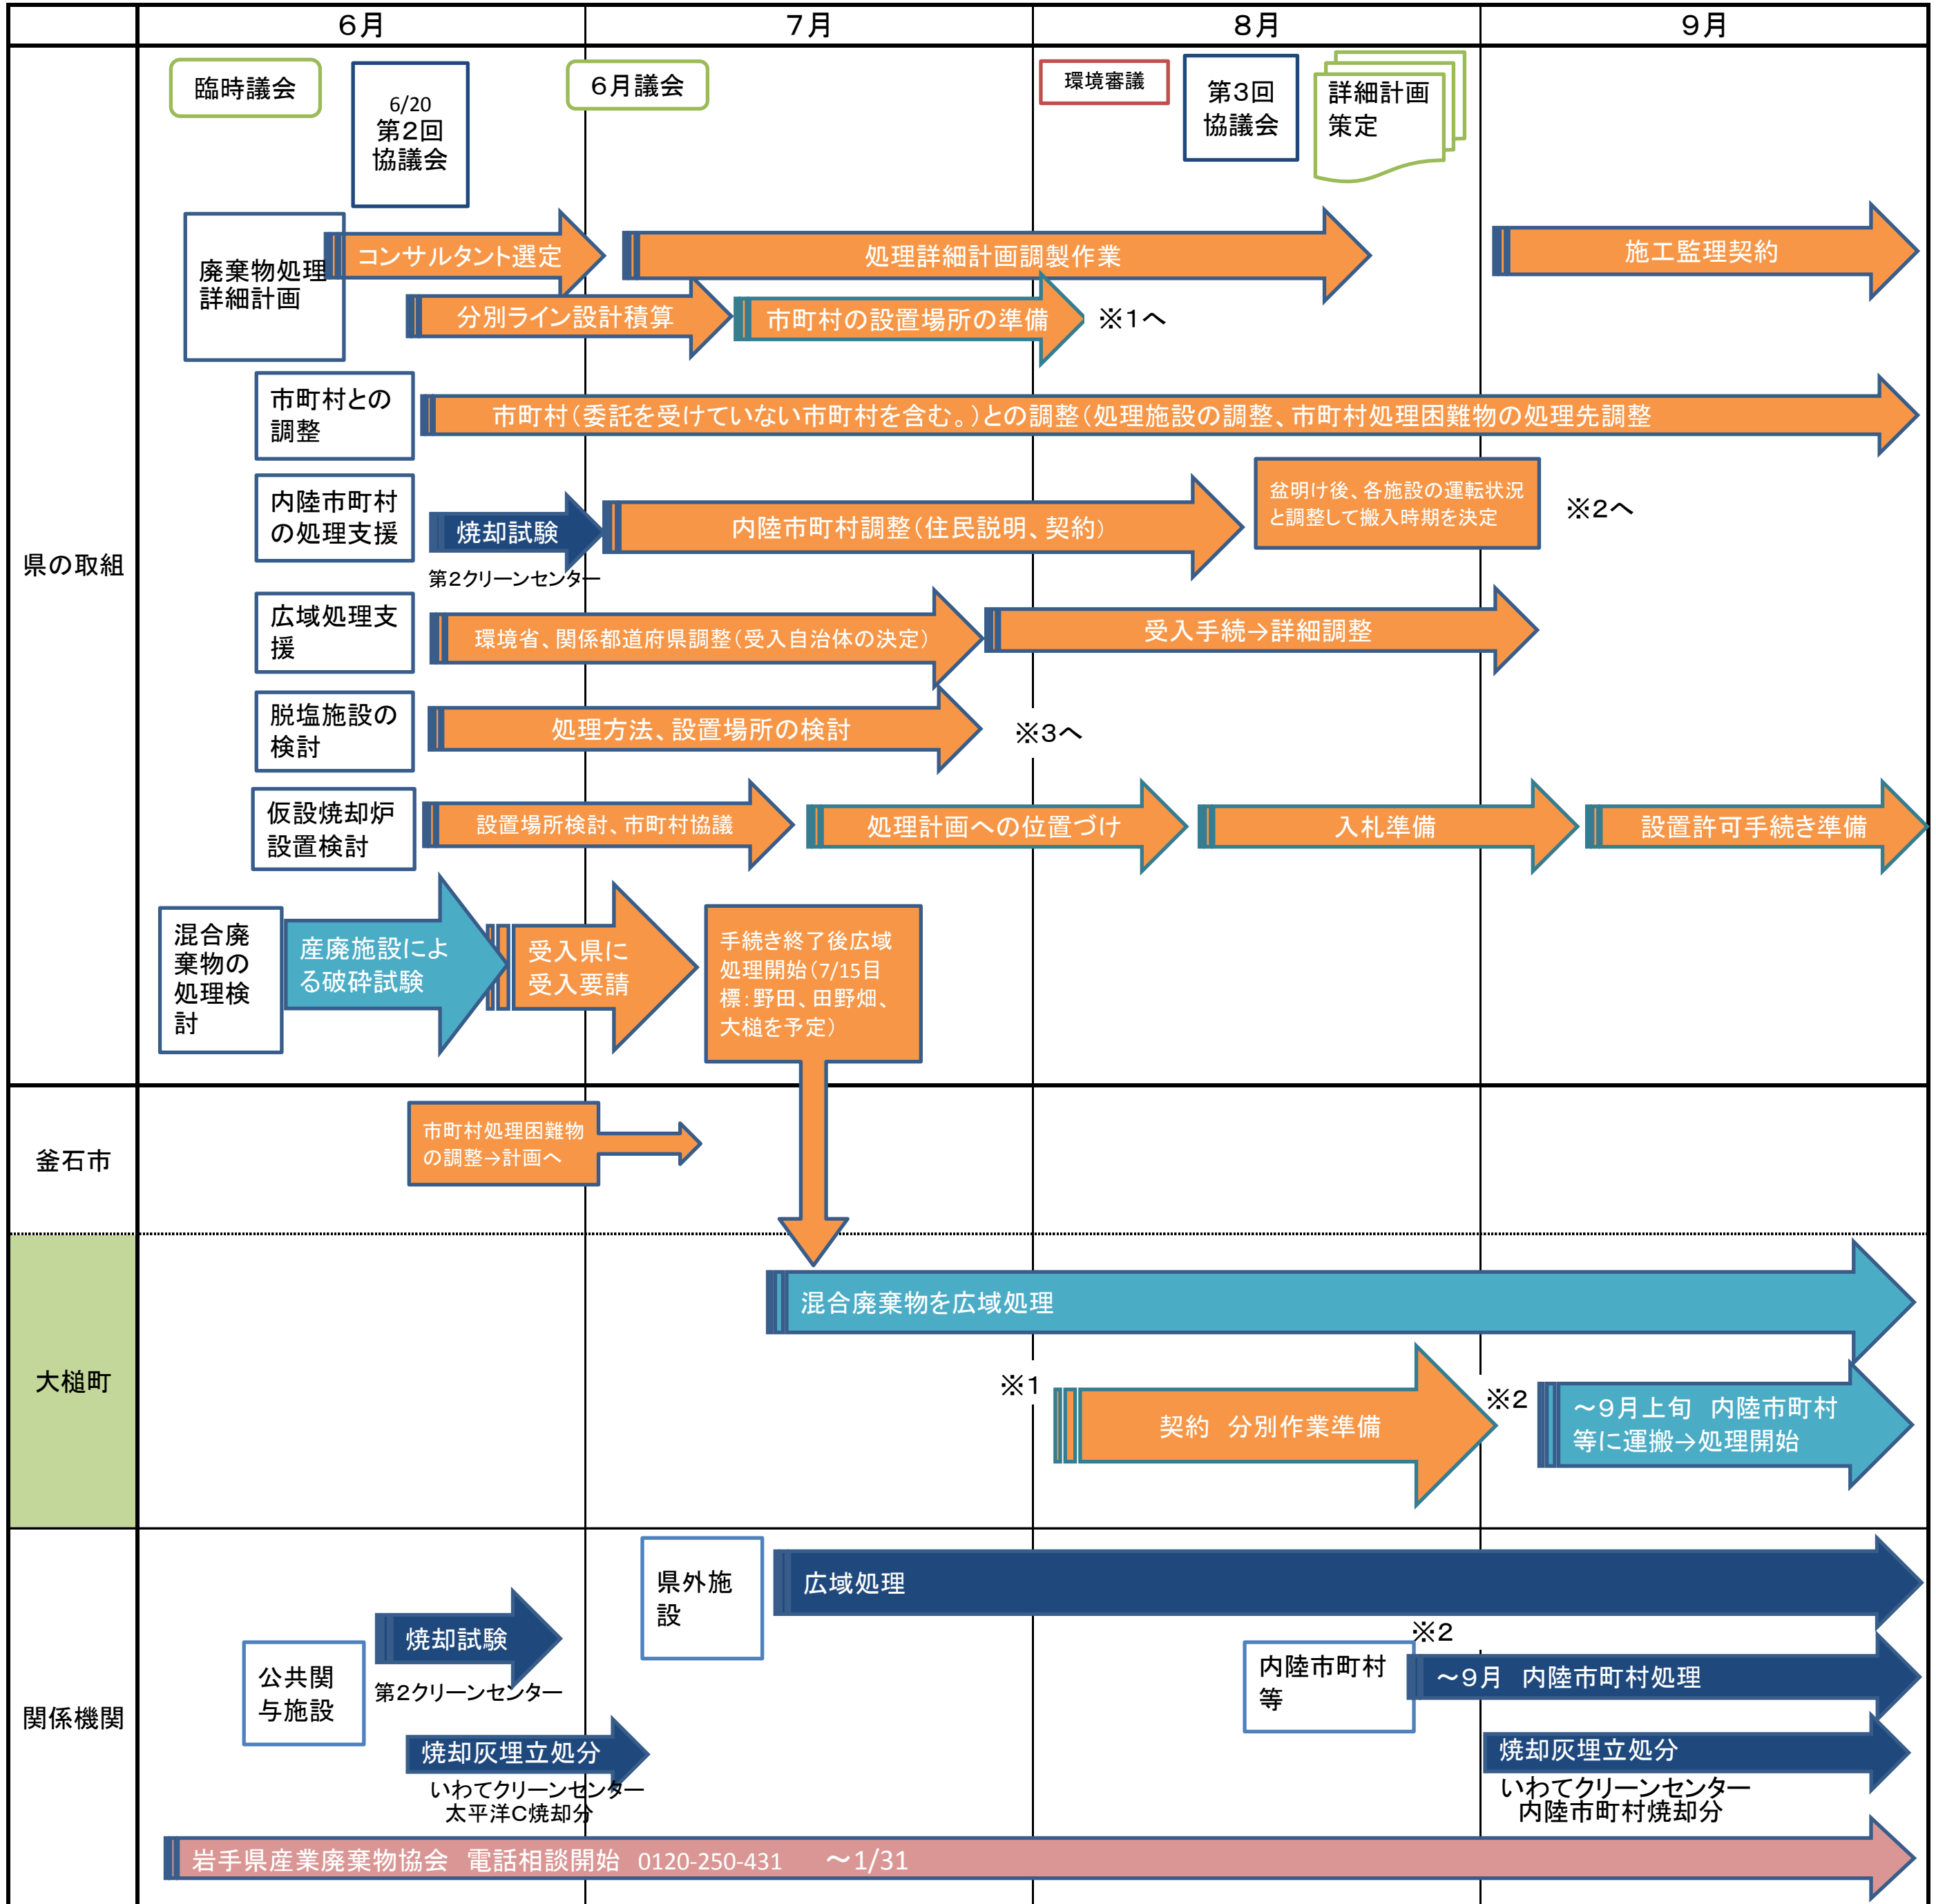 6月
7月
8月
9月
県の取組
臨時議会
6/20
第2回
協議会
6月議会
環境審議
第3回
協議会
詳細計画
策定
廃棄物処理
詳細計画
コンサルタント選定
処理詳細計画調製作業
施工監理契約
分別ライン設計積算
市町村の設置場所の準備
※1へ
市町村との
調整
市町村(委託を受けていない市町村を含む。)との調整(処理施設の調整、市町村処理困難物の処理先調整
内陸市町村
の処理支援
焼却試験
第2クリーンセンター
内陸市町村調整(住民説明、契約)
盆明け後、各施設の運転状況
と調整して搬入時期を決定
※2へ
広域処理支
援
環境省、関係都道府県調整(受入自治体の決定)
受入手続→詳細調整
脱塩施設の
検討
処理方法、設置場所の検討
※3へ
仮設焼却炉
設置検討
設置場所検討、市町村協議
処理計画への位置づけ
入札準備
設置許可手続き準備
混合廃
棄物の
処理検
討
産廃施設によ
る破砕試験
受入県に
受入要請
手続き終了後広域
処理開始(7/15目
標:野田、田野畑、
大槌を予定)
釜石市
市町村処理困難物
の調整→計画へ
大槌町
混合廃棄物を広域処理
※1
契約 分別作業準備
※2
~9月上旬 内陸市町村
等に運搬→処理開始
関係機関
県外施
設
広域処理
公共関
与施設
焼却試験
第2クリーンセンター
※2
内陸市町村
等
~9月 内陸市町村処理
焼却灰埋立処分
いわてクリーンセンター
太平洋C焼却分
焼却灰埋立処分
いわてクリーンセンター
内陸市町村焼却分
岩手県産業廃棄物協会 電話相談開始 0120-250-431 ~1/31